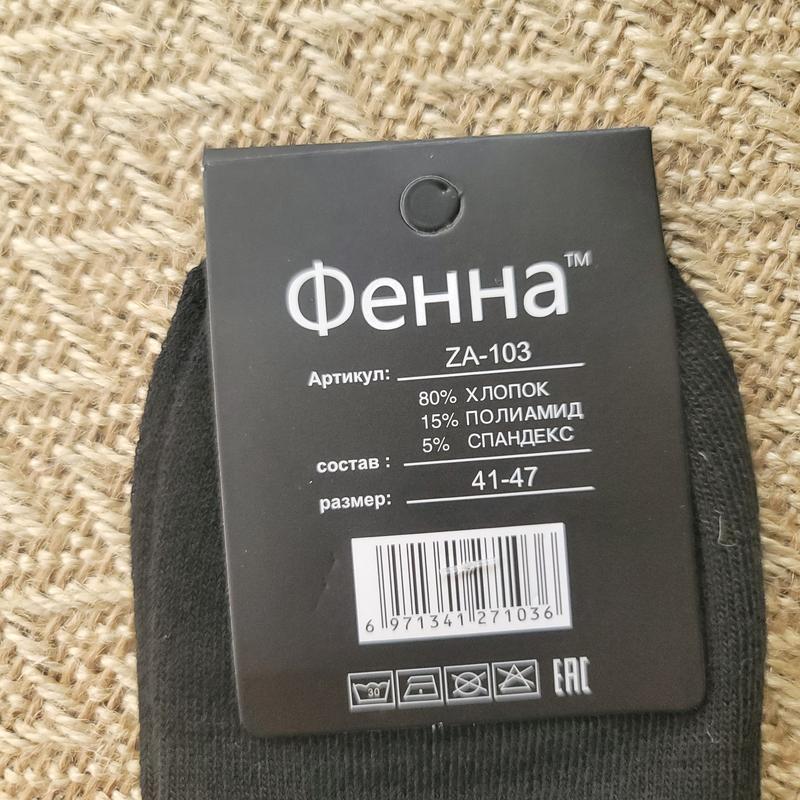 Фенна™
Артикул: ZA-103
80% ХЛОПОК
15% ПОЛИАМИД
5% СПАНДЕКС
состав :
размер: 41-47
6 971341 271036
30 EAC